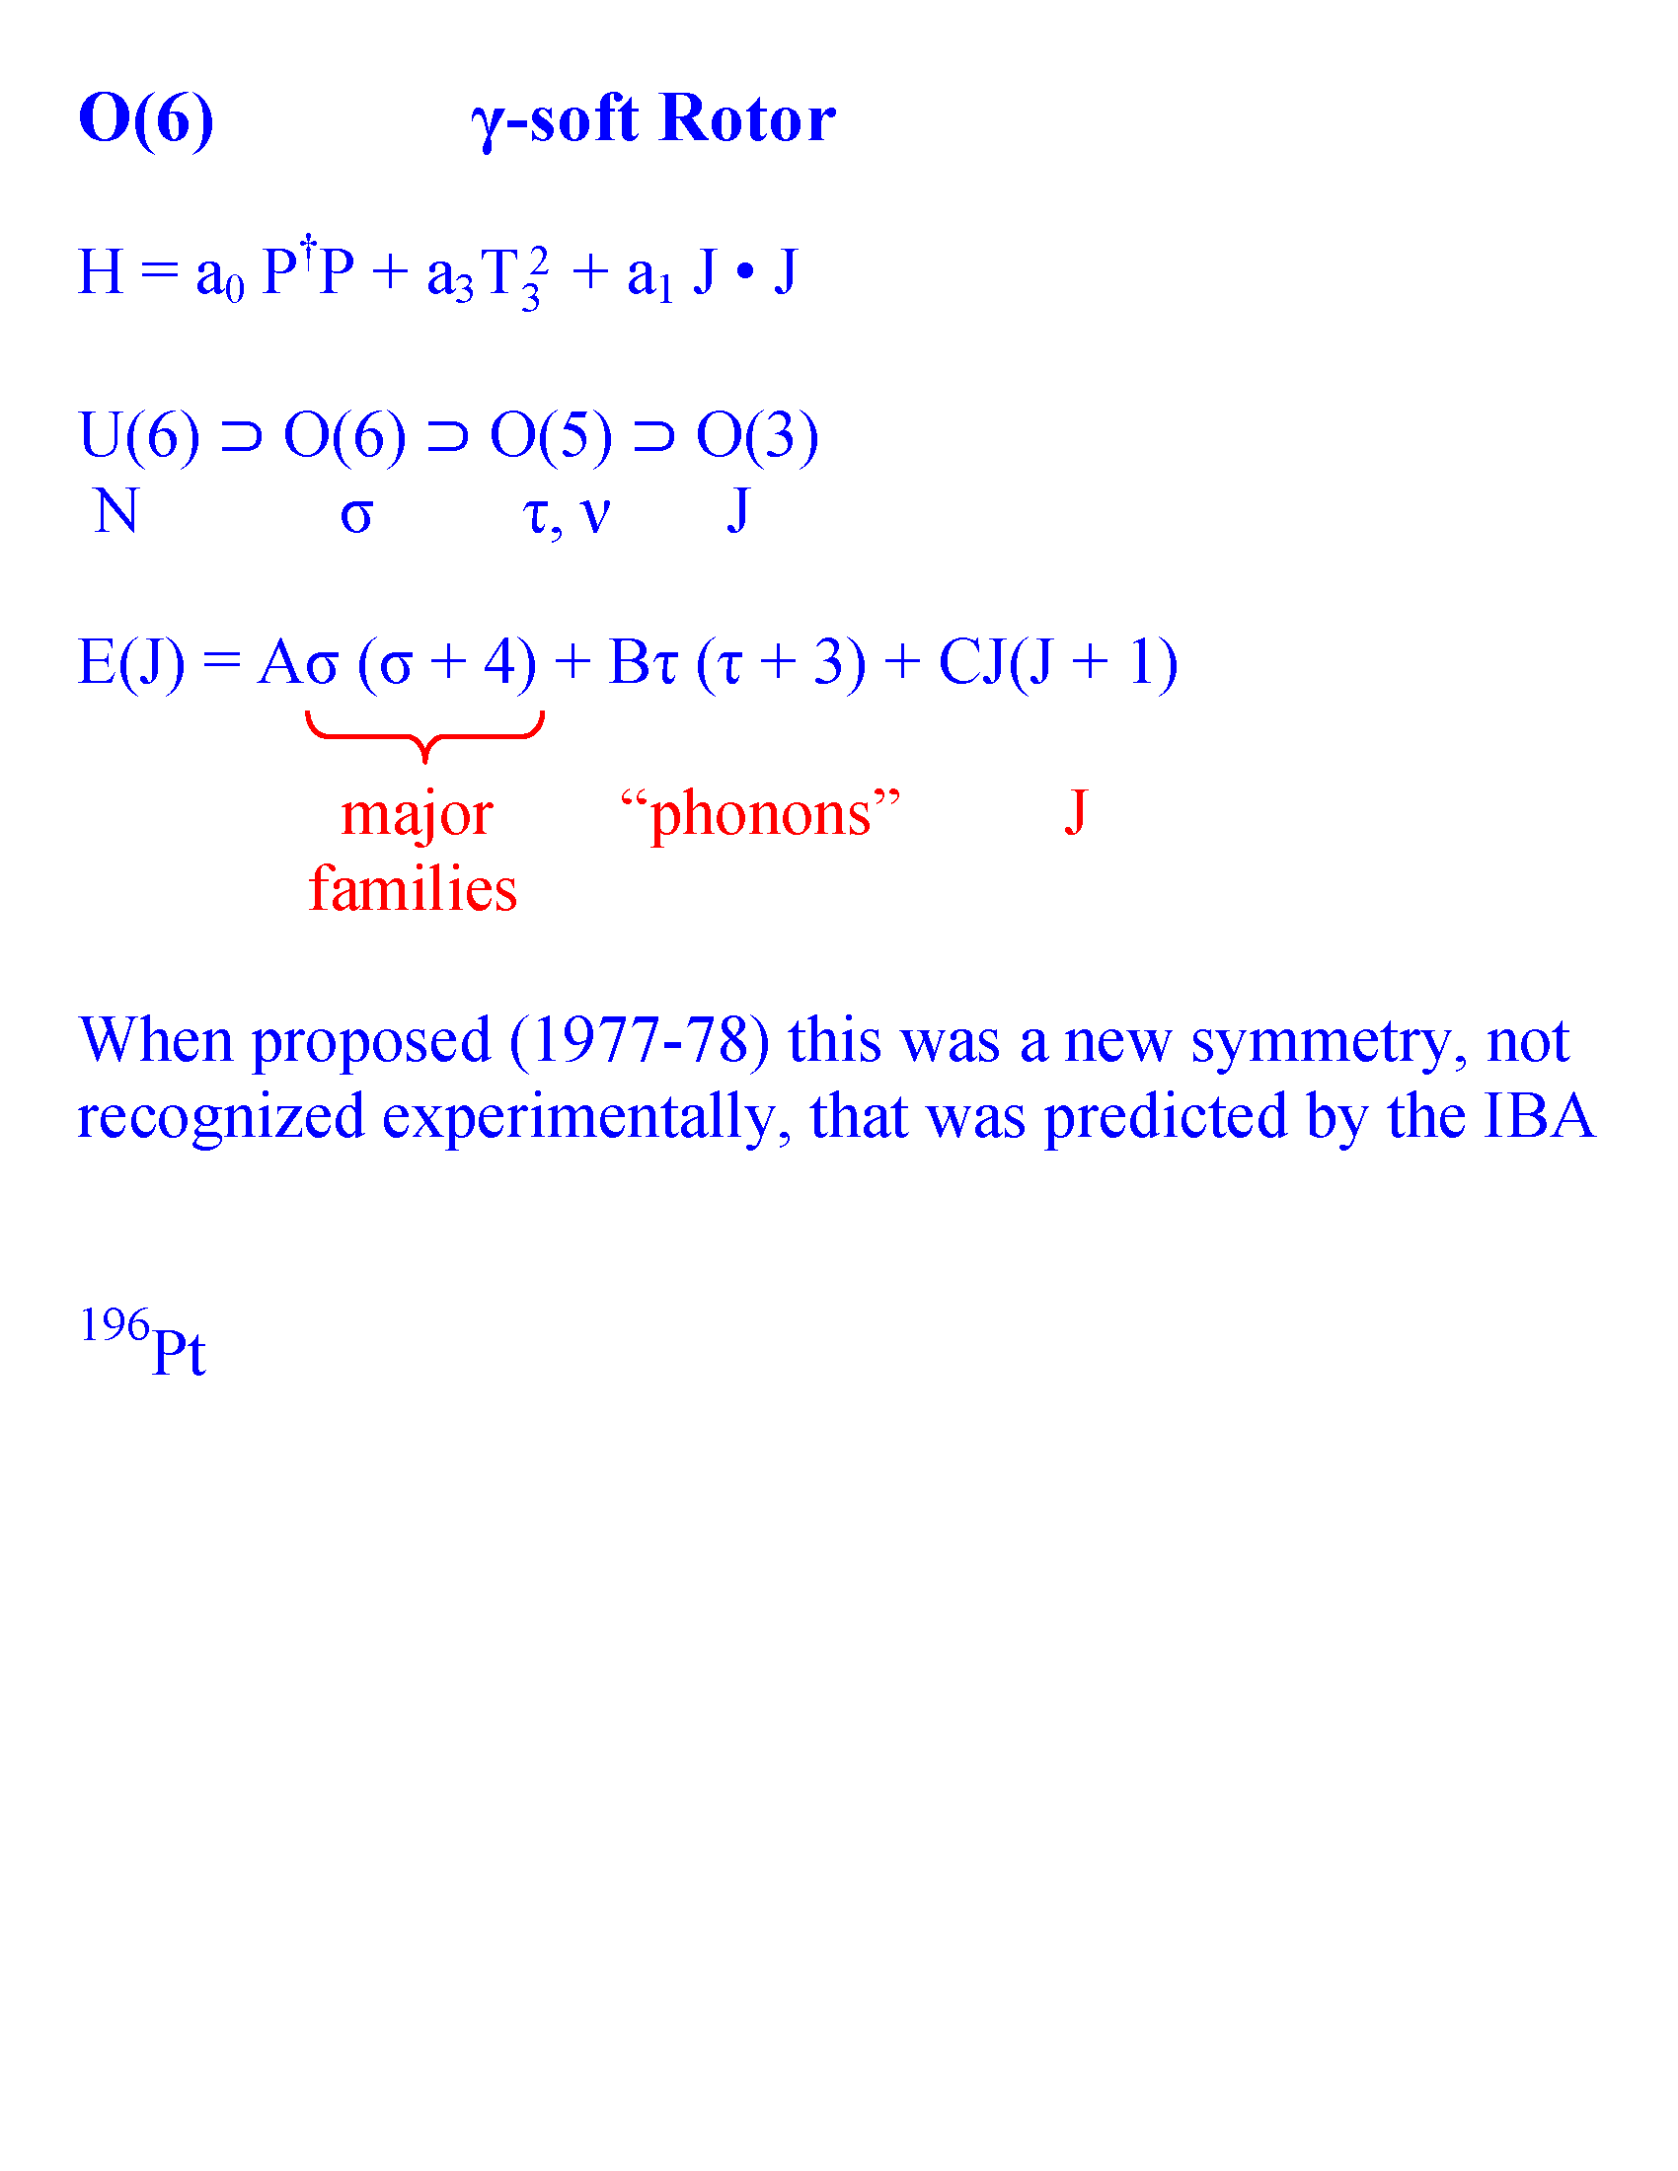 O(6) γ-soft Rotor
H = a₀ P†P + a₃T₃² + a₁ J • J
U(6) ⊃ O(6) ⊃ O(5) ⊃ O(3)
N σ τ, ν J
E(J) = Aσ (σ + 4) + Bτ (τ + 3) + CJ(J + 1)
major “phonons” J
families
When proposed (1977-78) this was a new symmetry, not
recognized experimentally, that was predicted by the IBA
¹⁹⁶Pt